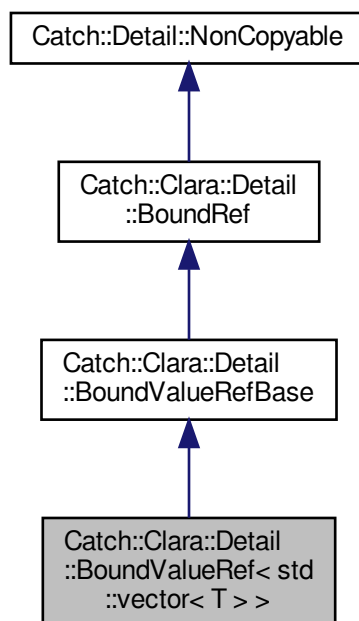 Catch::Detail::NonCopyable
Catch::Clara::Detail
::BoundRef
Catch::Clara::Detail
::BoundValueRefBase
Catch::Clara::Detail
::BoundValueRef< std
::vector< T > >